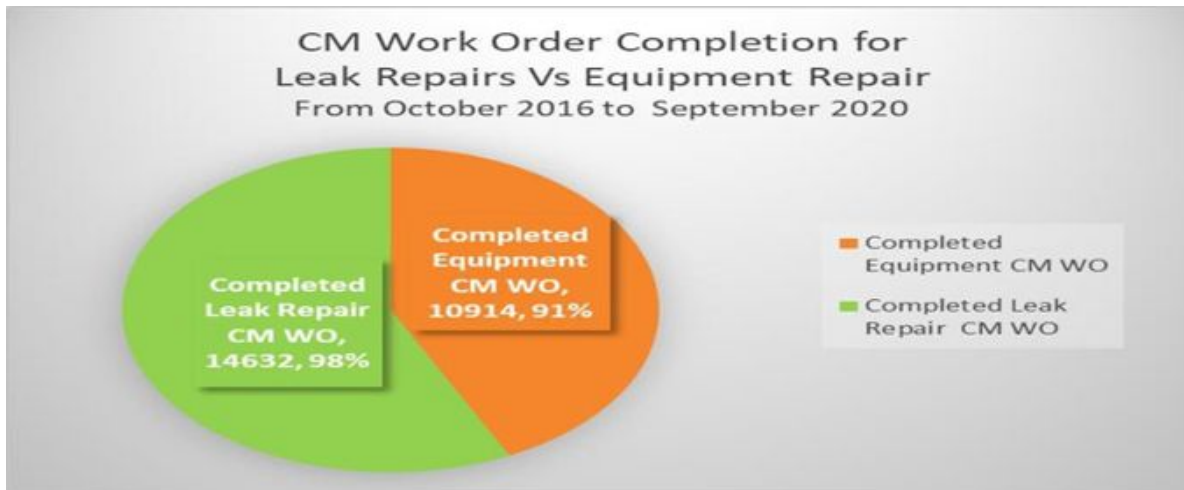 CM Work Order Completion for
Leak Repairs Vs Equipment Repair
From October 2016 to September 2020
Completed
Equipment
CM WO,
10914, 91%
Completed
Leak Repair
CM WO,
14632, 98%
Completed
Equipment CM WO
Completed Leak
Repair CM WO